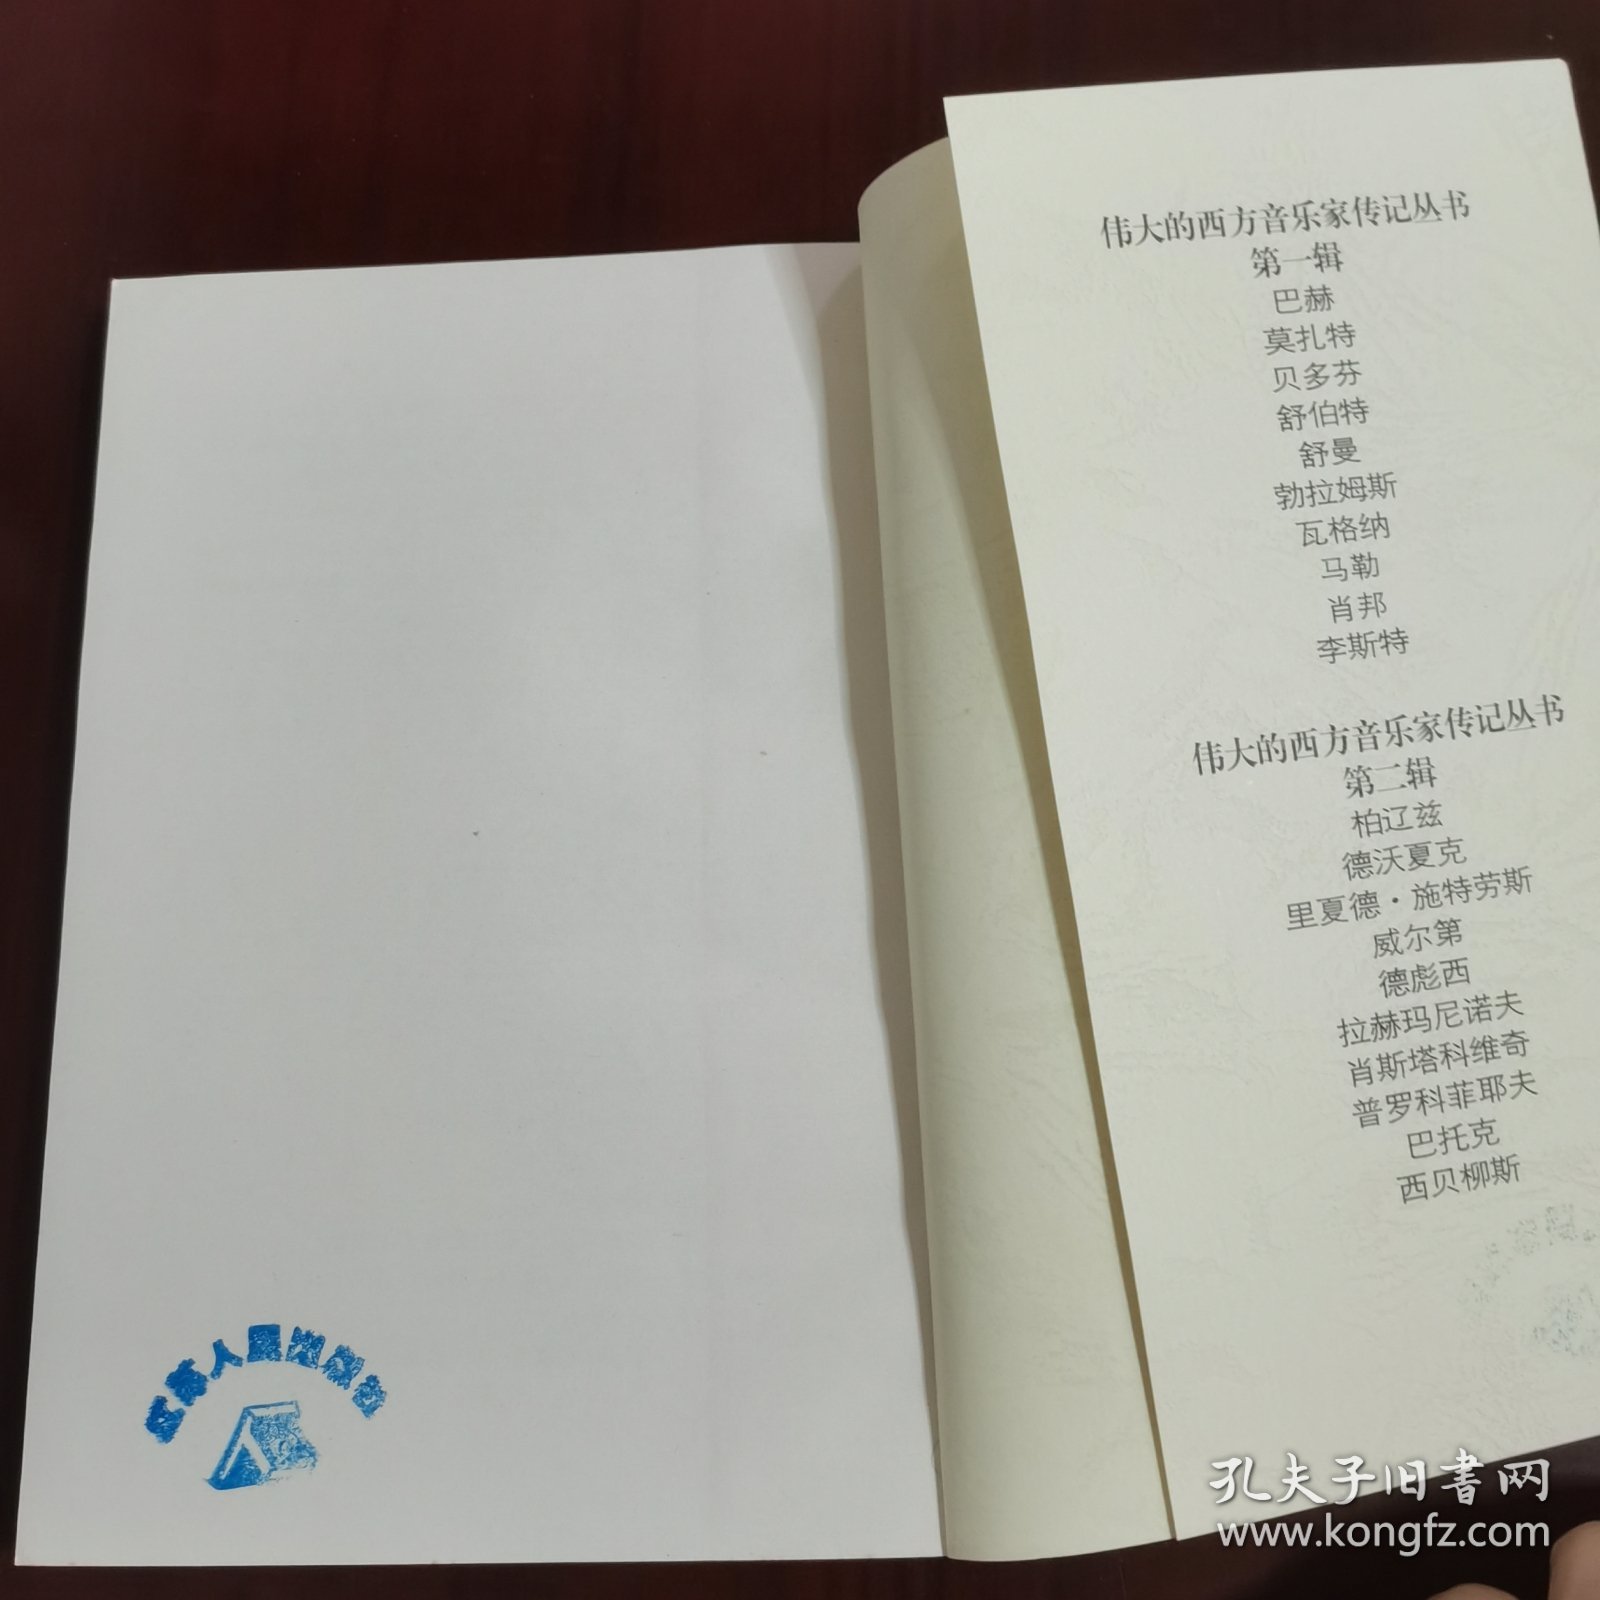 伟大的西方音乐家传记丛书
第一辑
巴赫
莫扎特
贝多芬
舒伯特
舒曼
勃拉姆斯
瓦格纳
马勒
肖邦
李斯特
伟大的西方音乐家传记丛书
第二辑
柏辽兹
德沃夏克
里夏德·施特劳斯
威尔第
德彪西
拉赫玛尼诺夫
肖斯塔科维奇
普罗科菲耶夫
巴托克
西贝柳斯
孔夫子旧书网
www.kongfz.com